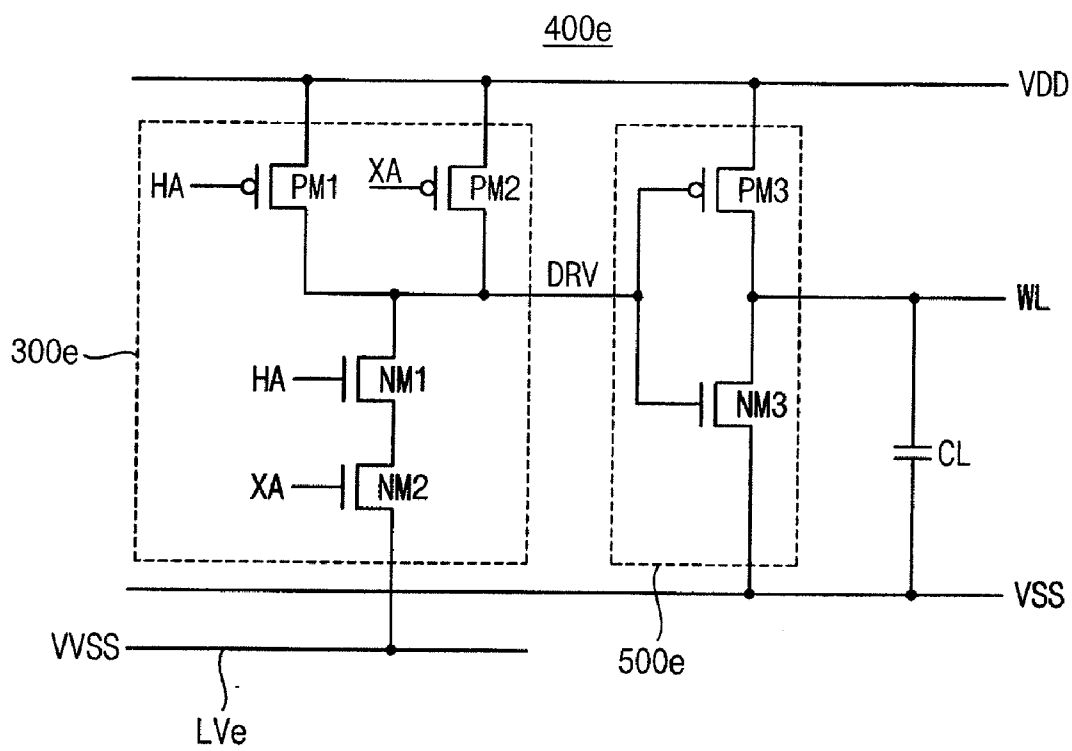 400e
VDD
HA
PM1
XA
PM2
PM3
DRV
WL
300e
HA
NM1
NM3
XA
NM2
CL
VSS
VVSS
500e
LVe